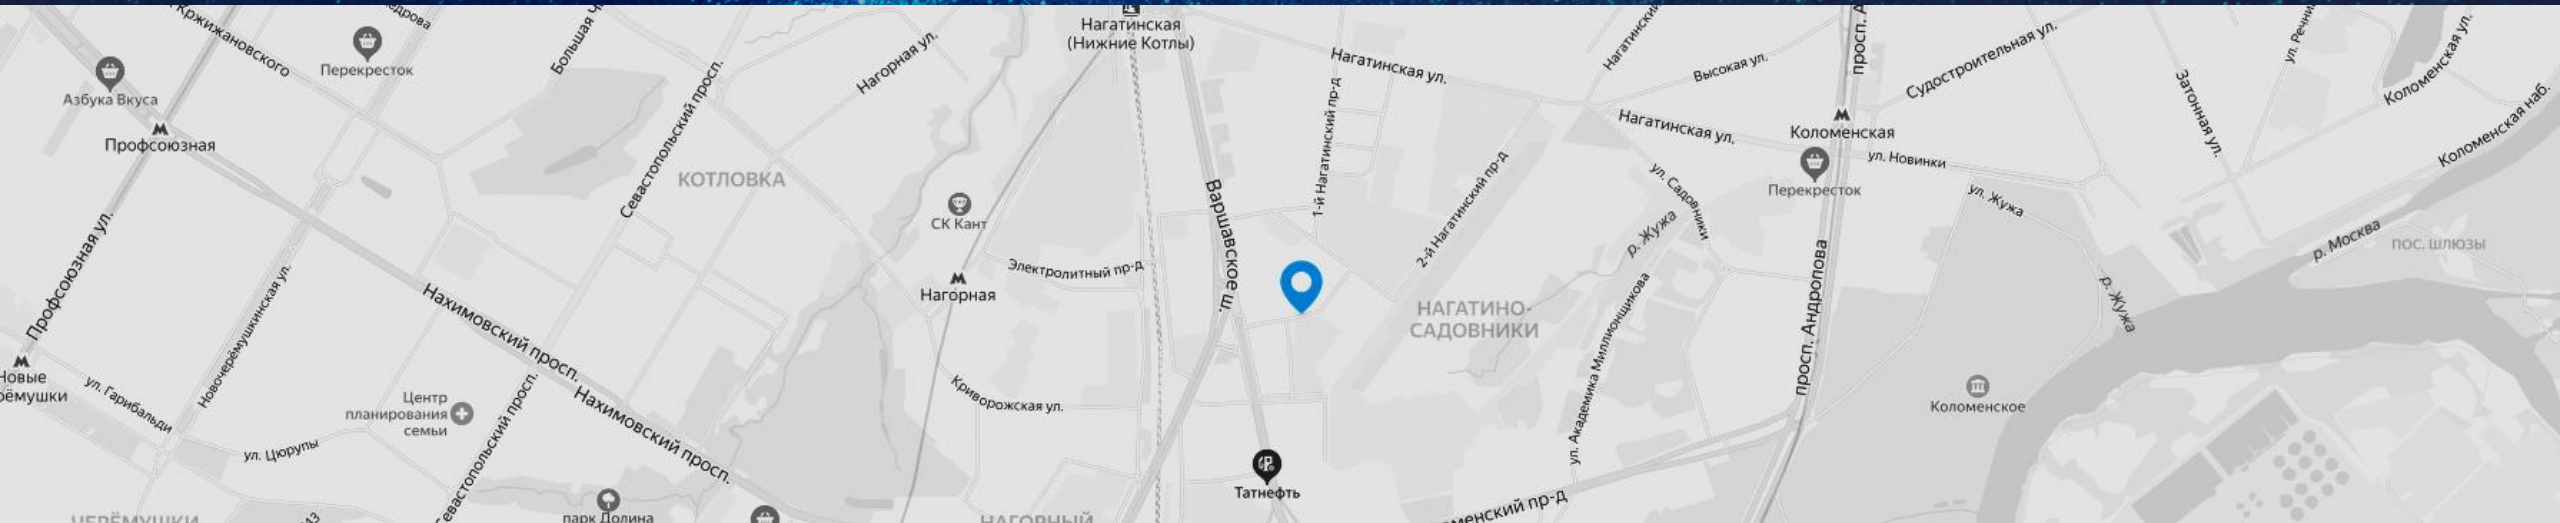 Кржижановского
Перекресток
Азбука Вкуса
Профсоюзная
Профсоюзная ул.
Новые
ул. Гарибальди
Новочерёмушкинская ул.
ул. Цюрупы
Центр
планирования
семьи
Большая
Севастопольский просп.
КОТЛОВКА
Нагорная ул.
Нахимовский просп.
Нахимовский просп.
Севастопольский просп.
парк Долина
ЧЕРЁМУШКИ
Нагатинская
(Нижние Котлы)
СК Кант
Нагорная
Электролитный пр-д
Криворожская ул.
НАГОРНЫЙ
Варшавское ш.
Татнефть
Нагатинская ул.
1-й Нагатинский пр-д
2-й Нагатинский пр-д
НАГАТИНО-
САДОВНИКИ
Высокая ул.
Нагатинская ул.
ул. Садовники
р. Жужа
ул. Академика Миллионщикова
просп. А
Коломенская
Перекресток
просп. Андропова
Судостроительная ул.
ул. Новинки
ул. Жужа
Затонная ул.
Коломенская ул.
Коломенская наб.
р. Москва
ПОС. ШЛЮЗЫ
р. Жужа
Коломенское